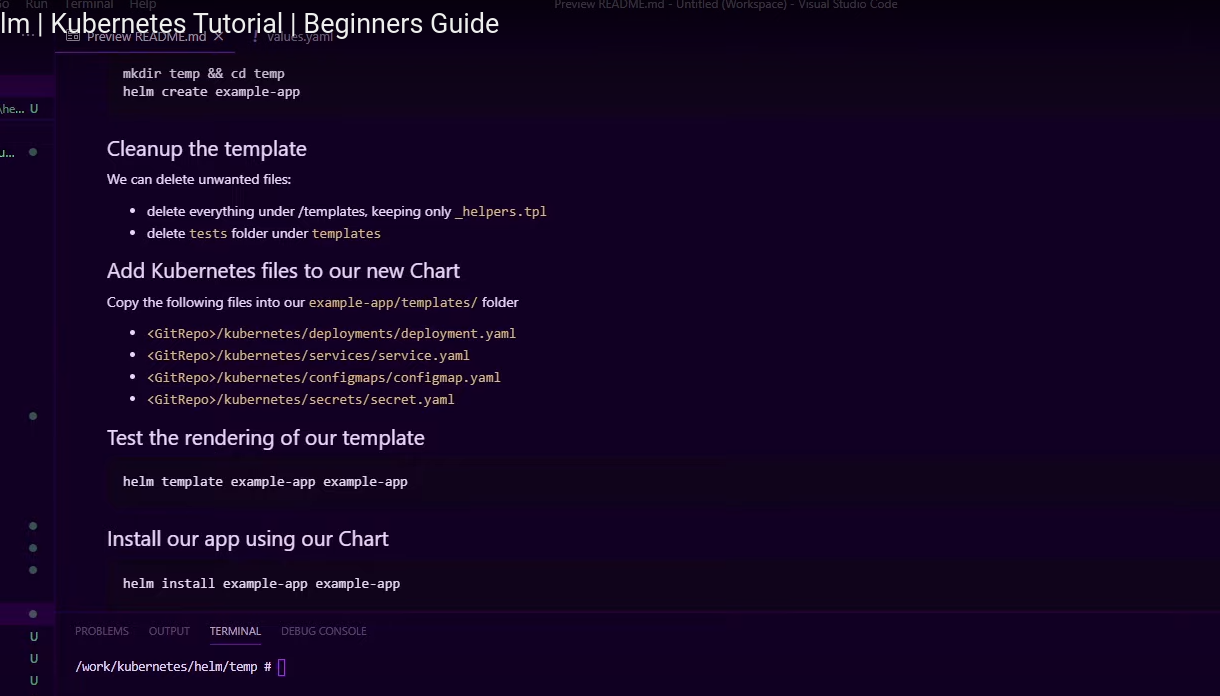 Run Terminal Help Preview README.md - Untitled (Workspace) - Visual Studio Code
lm | Kubernetes Tutorial | Beginners Guide
Preview README.md × ! values.yaml
mkdir temp && cd temp
helm create example-app
\he... U
Cleanup the template
We can delete unwanted files:
• delete everything under /templates, keeping only _helpers.tpl
• delete tests folder under templates
Add Kubernetes files to our new Chart
Copy the following files into our example-app/templates/ folder
• <GitRepo>/kubernetes/deployments/deployment.yaml
• <GitRepo>/kubernetes/services/service.yaml
• <GitRepo>/kubernetes/configmaps/configmap.yaml
• <GitRepo>/kubernetes/secrets/secret.yaml
Test the rendering of our template
helm template example-app example-app
Install our app using our Chart
helm install example-app example-app
PROBLEMS OUTPUT TERMINAL DEBUG CONSOLE
U
/work/kubernetes/helm/temp #
U
U